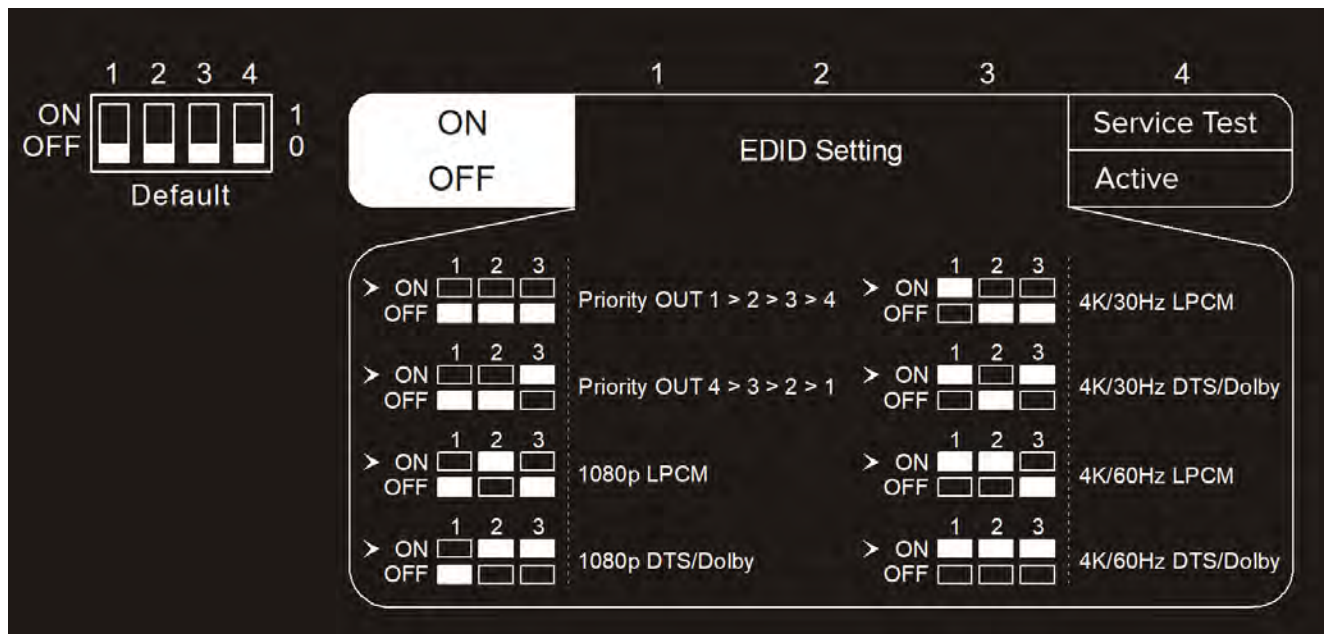 1 2 3 4
ON 1
OFF 0
Default
1 2 3 4
ON
OFF
EDID Setting
Service Test
Active
1 2 3
ON
OFF
Priority OUT 1 > 2 > 3 > 4
1 2 3
ON
OFF
4K/30Hz LPCM
1 2 3
ON
OFF
Priority OUT 4 > 3 > 2 > 1
1 2 3
ON
OFF
4K/30Hz DTS/Dolby
1 2 3
ON
OFF
1080p LPCM
1 2 3
ON
OFF
4K/60Hz LPCM
1 2 3
ON
OFF
1080p DTS/Dolby
1 2 3
ON
OFF
4K/60Hz DTS/Dolby